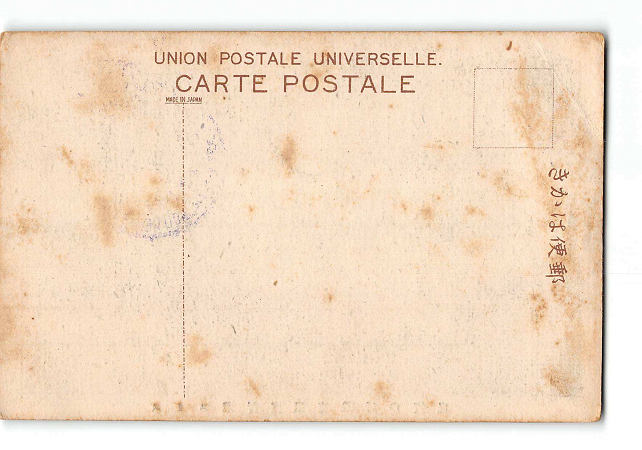 UNION POSTALE UNIVERSELLE.
CARTE POSTALE
MADE IN JAPAN
きかは便郵